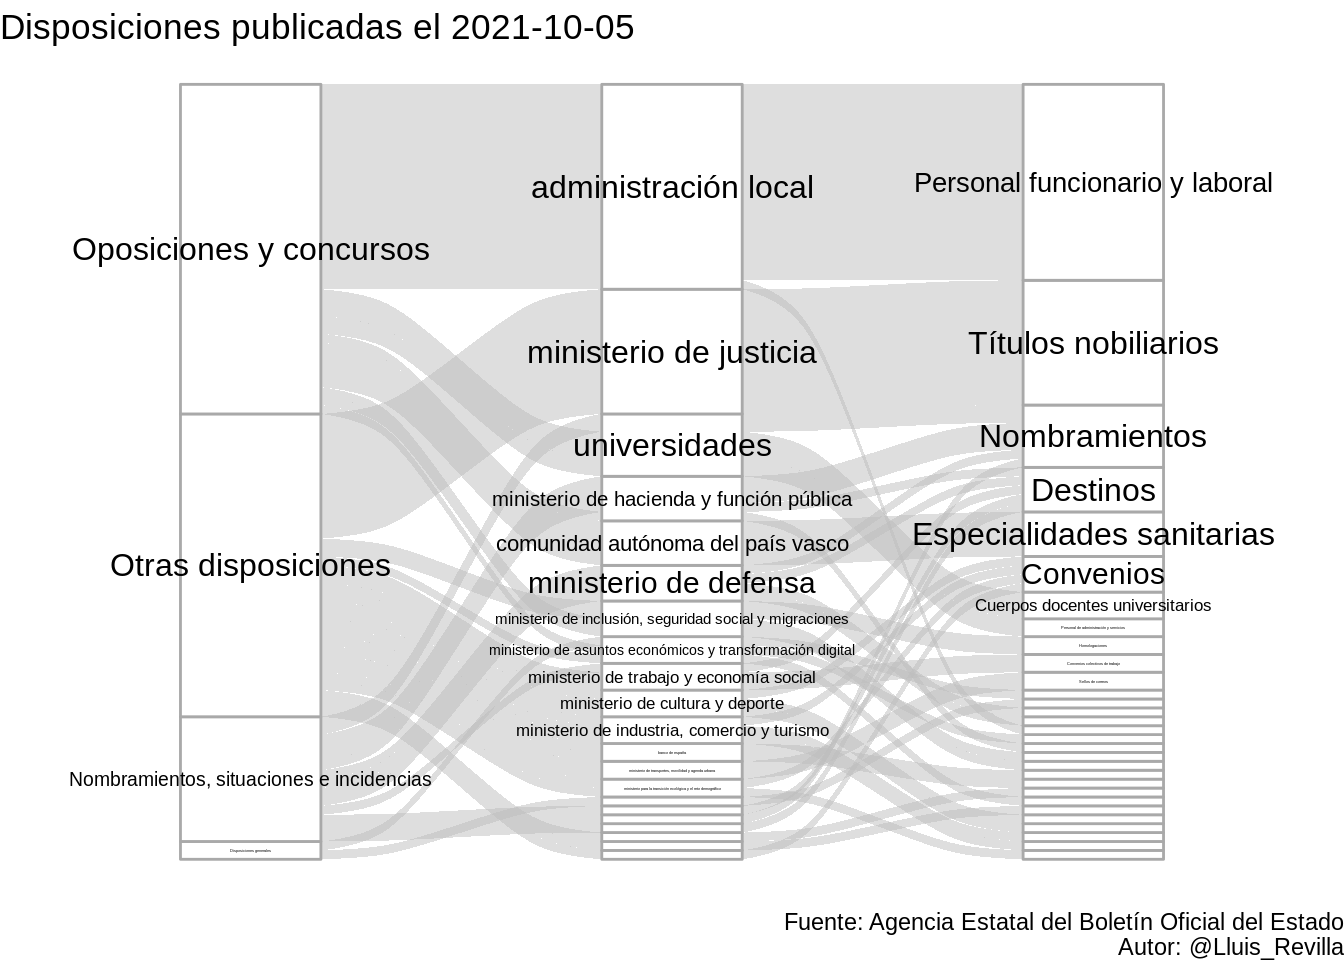 Disposiciones publicadas el 2021-10-05
Oposiciones y concursos
Otras disposiciones
Nombramientos, situaciones e incidencias
Disposiciones generales
administración local
ministerio de justicia
universidades
ministerio de hacienda y función pública
comunidad autónoma del país vasco
ministerio de defensa
ministerio de inclusión, seguridad social y migraciones
ministerio de asuntos económicos y transformación digital
ministerio de trabajo y economía social
ministerio de cultura y deporte
ministerio de industria, comercio y turismo
banco de españa
ministerio de transportes, movilidad y agenda urbana
ministerio para la transición ecológica y el reto demográfico
Personal funcionario y laboral
Títulos nobiliarios
Nombramientos
Destinos
Especialidades sanitarias
Convenios
Cuerpos docentes universitarios
Personal de administración y servicios
Homologaciones
Convenios colectivos de trabajo
Sellos de correos
Fuente: Agencia Estatal del Boletín Oficial del Estado
Autor: @Lluis_Revilla